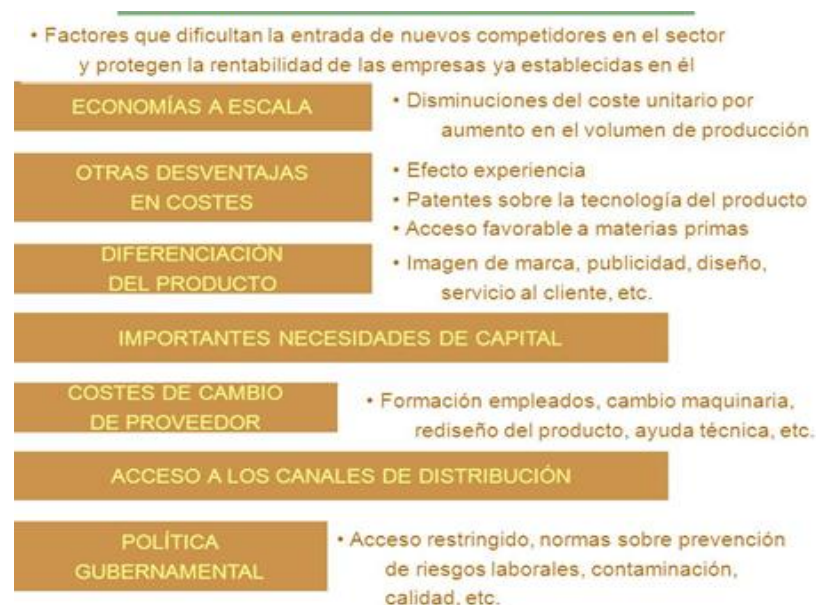 • Factores que dificultan la entrada de nuevos competidores en el sector
y protegen la rentabilidad de las empresas ya establecidas en él
ECONOMÍAS A ESCALA
• Disminuciones del coste unitario por
aumento en el volumen de producción
OTRAS DESVENTAJAS
EN COSTES
• Efecto experiencia
• Patentes sobre la tecnología del producto
• Acceso favorable a materias primas
DIFERENCIACIÓN
DEL PRODUCTO
• Imagen de marca, publicidad, diseño,
servicio al cliente, etc.
IMPORTANTES NECESIDADES DE CAPITAL
COSTES DE CAMBIO
DE PROVEEDOR
• Formación empleados, cambio maquinaria,
rediseño del producto, ayuda técnica, etc.
ACCESO A LOS CANALES DE DISTRIBUCIÓN
POLÍTICA
GUBERNAMENTAL
• Acceso restringido, normas sobre prevención
de riesgos laborales, contaminación,
calidad, etc.